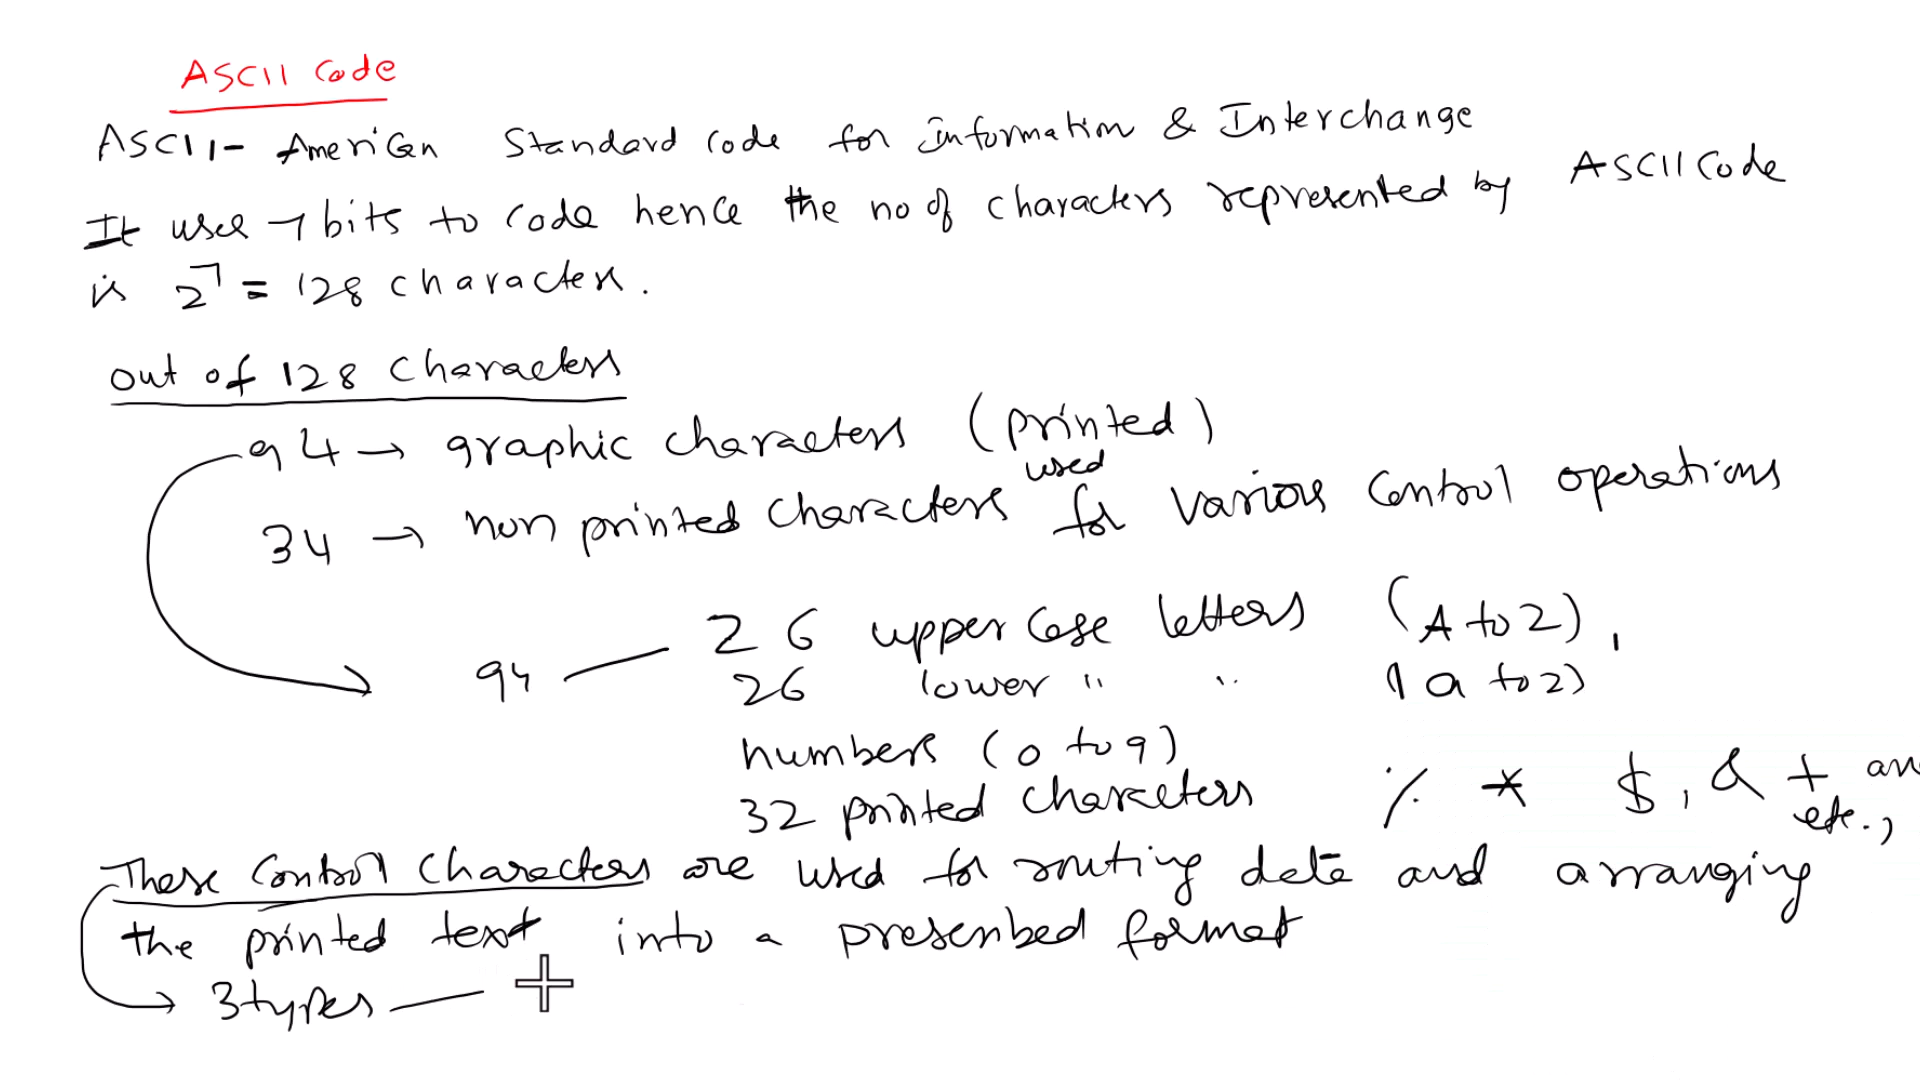 ASCII Code
ASCII - American Standard Code for Information & Interchange
It uses 7 bits to code hence the no of characters represented by ASCII Code
is 2^7 = 128 characters.
out of 128 characters
94 → graphic characters (printed)
34 → non printed characters used for various control operations
94 — 26 uppercase letters (A to Z),
26 lower " " (a to z)
numbers (0 to 9)
32 printed characters % * $, & + an
etc.,
These control characters are used for routing data and arranging
the printed text into a prescribed format
→ 3 types —